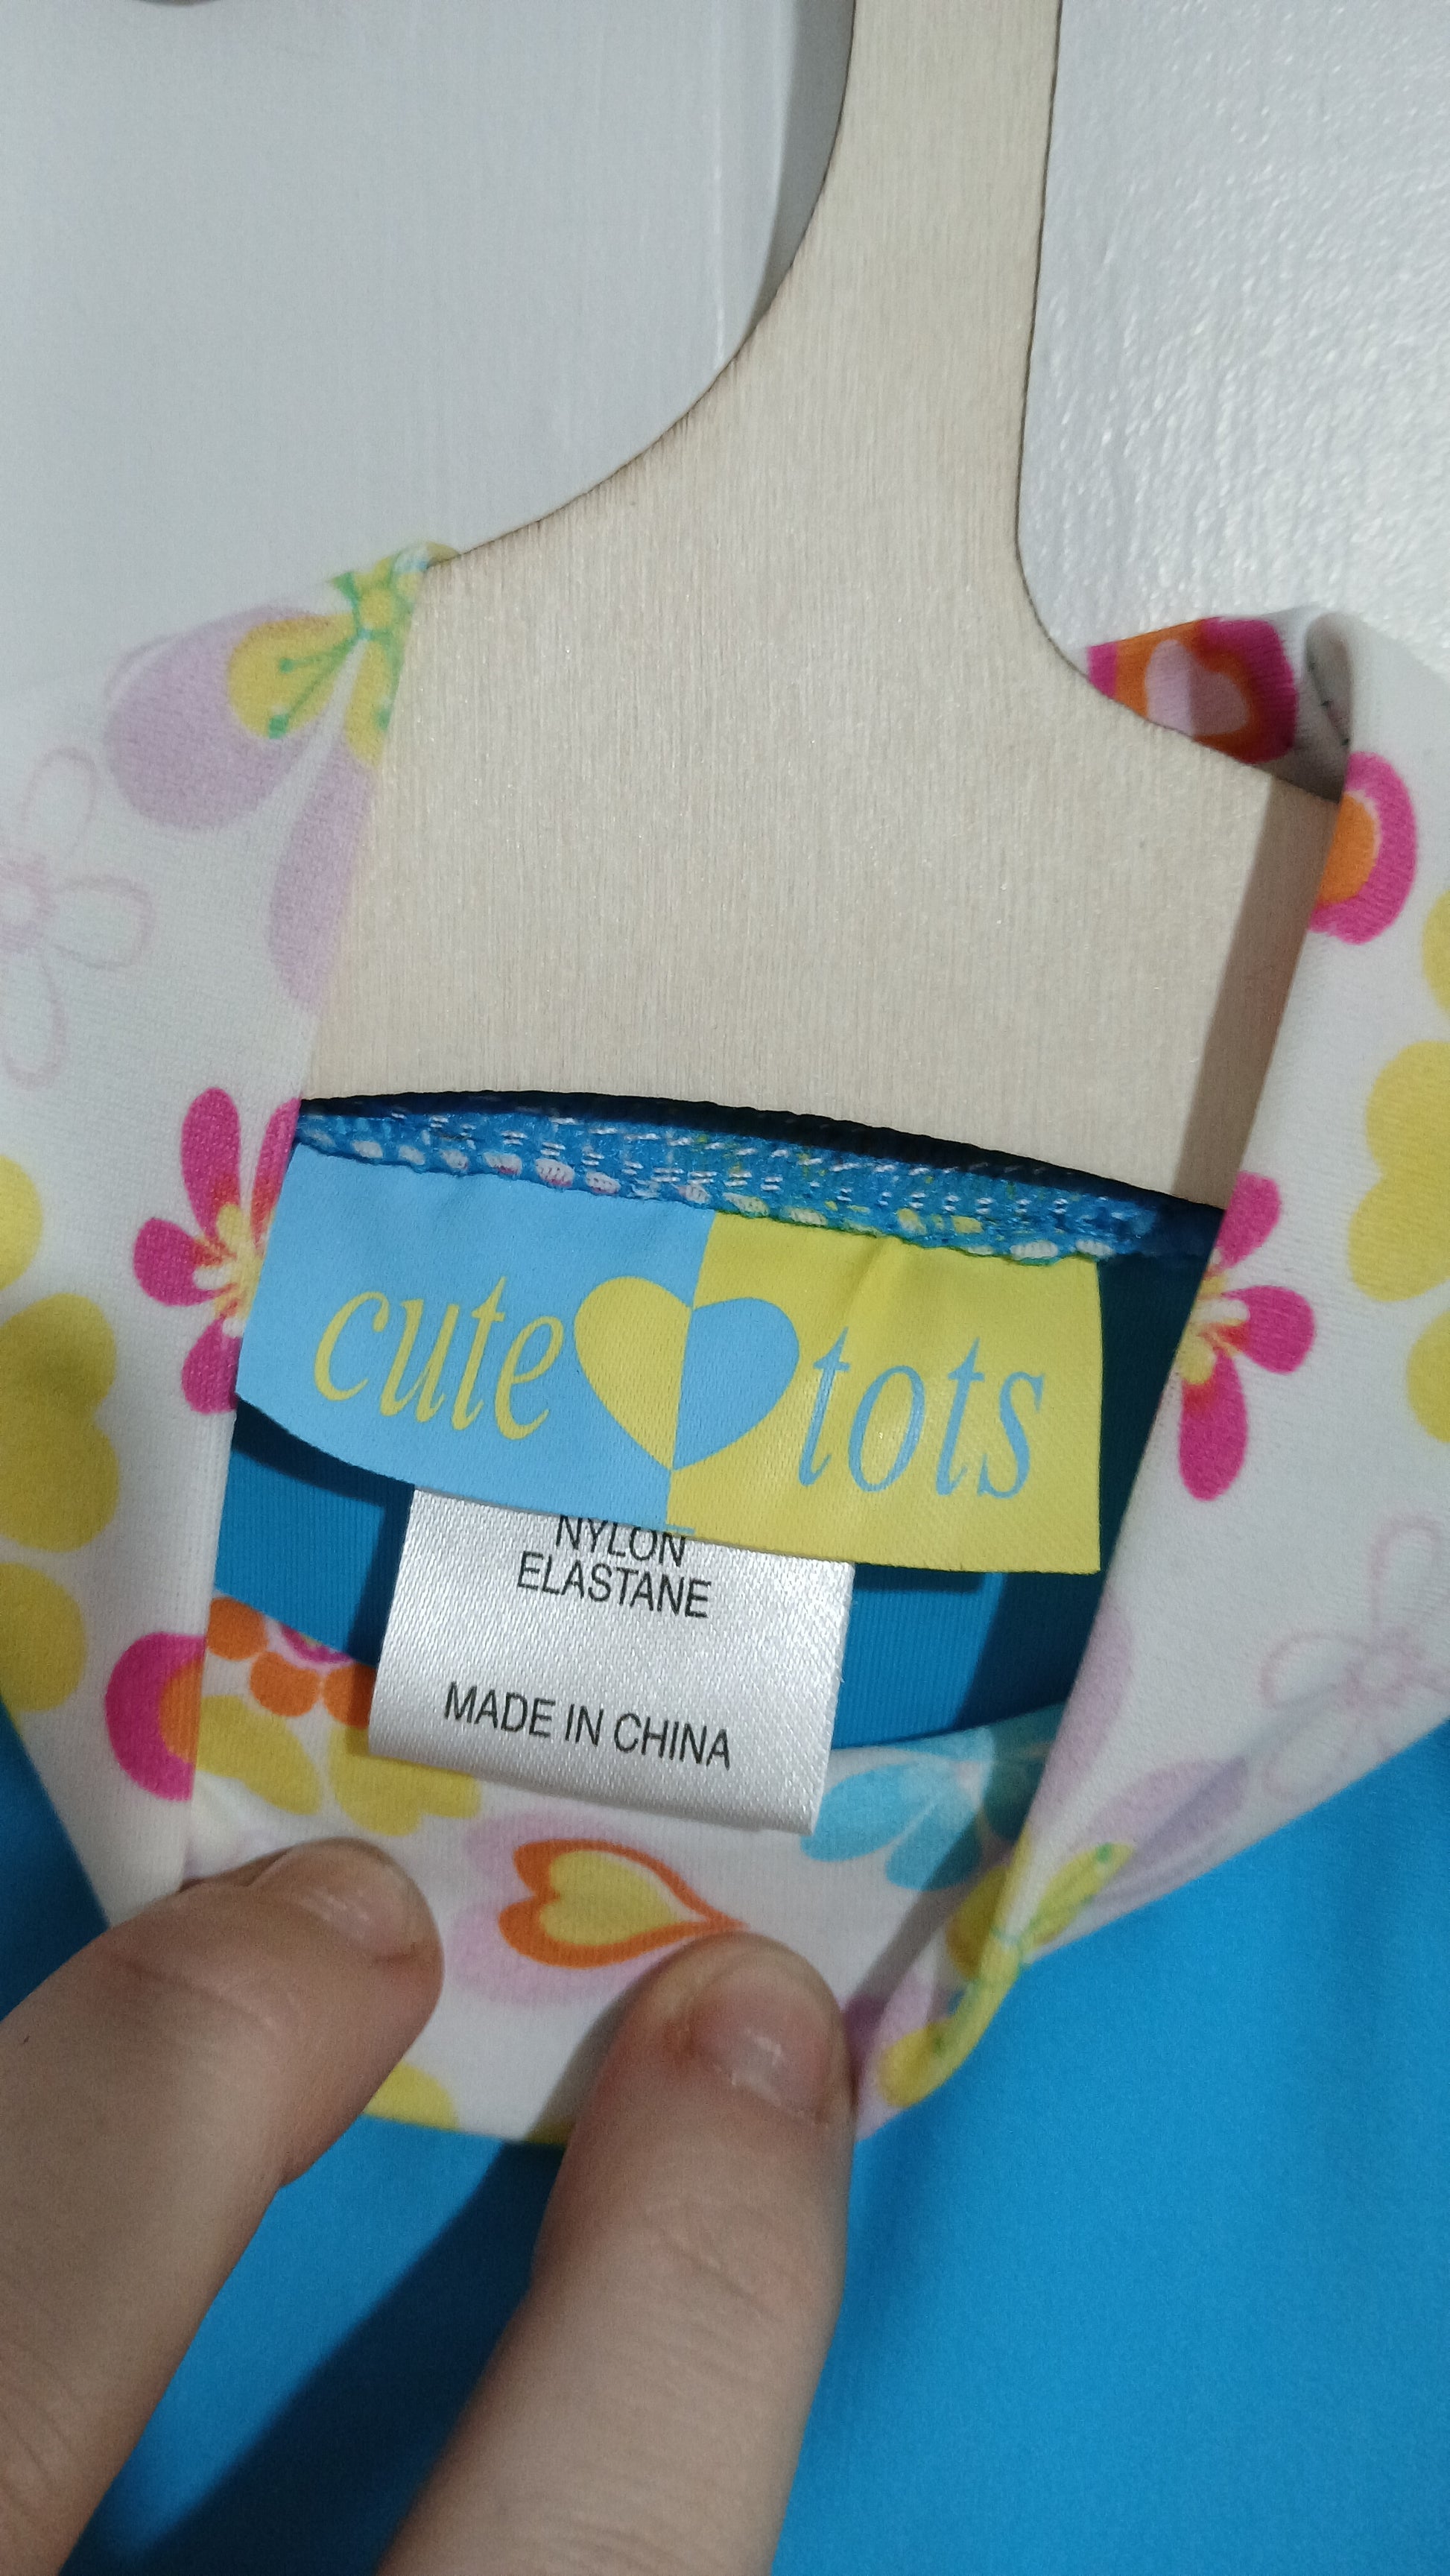 cute tots
NYLON
ELASTANE
MADE IN CHINA